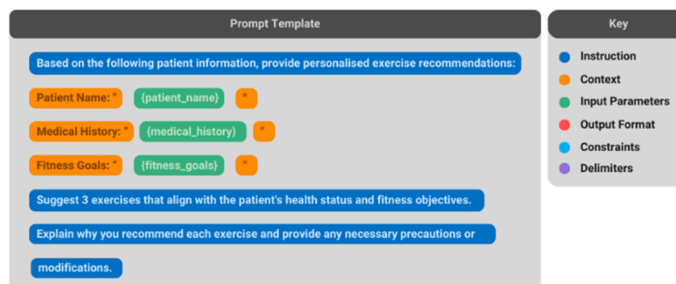 Prompt Template
Based on the following patient information, provide personalised exercise recommendations:
Patient Name: " {patient_name} "
Medical History: " {medical_history} "
Fitness Goals: " {fitness_goals} "
Suggest 3 exercises that align with the patient's health status and fitness objectives.
Explain why you recommend each exercise and provide any necessary precautions or
modifications.
Key
Instruction
Context
Input Parameters
Output Format
Constraints
Delimiters